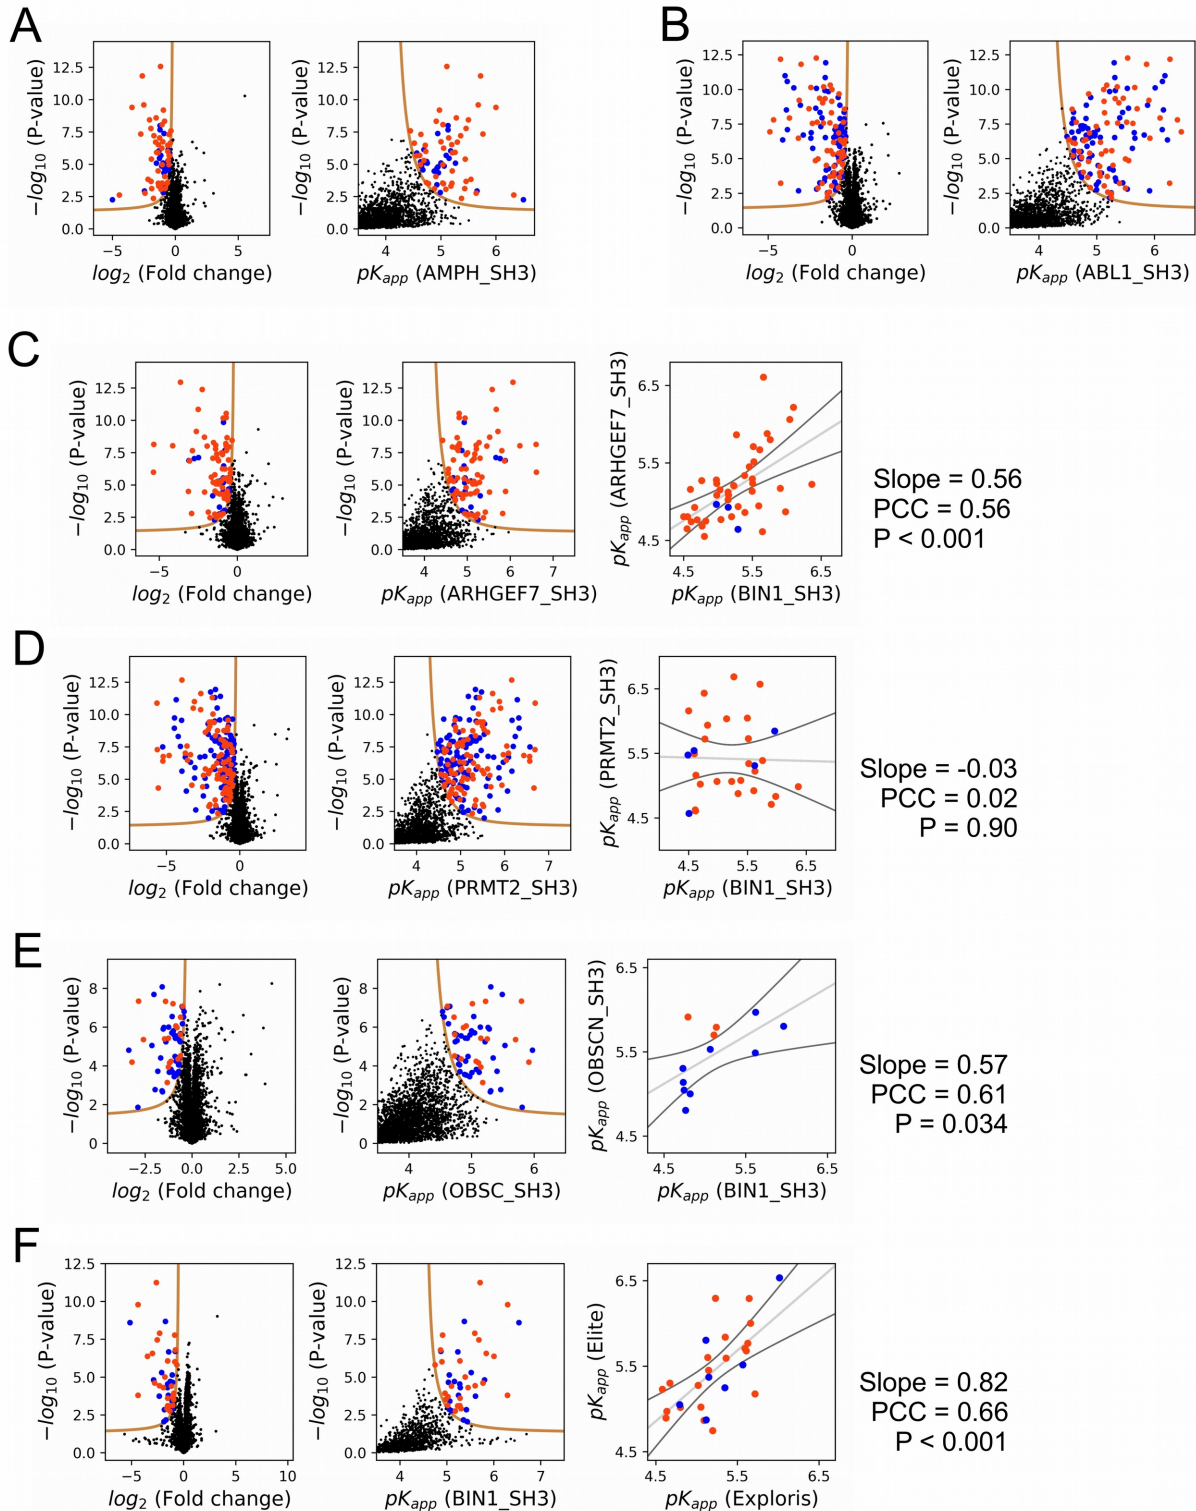 A
−log10 (P-value)
12.5
10.0
7.5
5.0
2.5
0.0
−5 0 5
log2 (Fold change)
−log10 (P-value)
12.5
10.0
7.5
5.0
2.5
0.0
4 5 6
pKapp (AMPH_SH3)
B
−log10 (P-value)
12.5
10.0
7.5
5.0
2.5
0.0
−5 0
log2 (Fold change)
−log10 (P-value)
12.5
10.0
7.5
5.0
2.5
0.0
4 5 6
pKapp (ABL1_SH3)
C
−log10 (P-value)
12.5
10.0
7.5
5.0
2.5
0.0
−5 0
log2 (Fold change)
−log10 (P-value)
12.5
10.0
7.5
5.0
2.5
0.0
4 5 6 7
pKapp (ARHGEF7_SH3)
pKapp (ARHGEF7_SH3)
6.5
5.5
4.5
4.5 5.5 6.5
pKapp (BIN1_SH3)
Slope = 0.56
PCC = 0.56
P < 0.001
D
−log10 (P-value)
12.5
10.0
7.5
5.0
2.5
0.0
−5 0
log2 (Fold change)
−log10 (P-value)
12.5
10.0
7.5
5.0
2.5
0.0
4 5 6 7
pKapp (PRMT2_SH3)
pKapp (PRMT2_SH3)
6.5
5.5
4.5
4.5 5.5 6.5
pKapp (BIN1_SH3)
Slope = -0.03
PCC = 0.02
P = 0.90
E
−log10 (P-value)
8
6
4
2
0
−2.5 0.0 2.5 5.0
log2 (Fold change)
−log10 (P-value)
8
6
4
2
0
4 5 6
pKapp (OBSC_SH3)
pKapp (OBSCN_SH3)
6.5
5.5
4.5
4.5 5.5 6.5
pKapp (BIN1_SH3)
Slope = 0.57
PCC = 0.61
P = 0.034
F
−log10 (P-value)
12.5
10.0
7.5
5.0
2.5
0.0
−5 0 5 10
log2 (Fold change)
−log10 (P-value)
12.5
10.0
7.5
5.0
2.5
0.0
4 5 6 7
pKapp (BIN1_SH3)
pKapp (Elite)
6.5
5.5
4.5
4.5 5.5 6.5
pKapp (Exploris)
Slope = 0.82
PCC = 0.66
P < 0.001